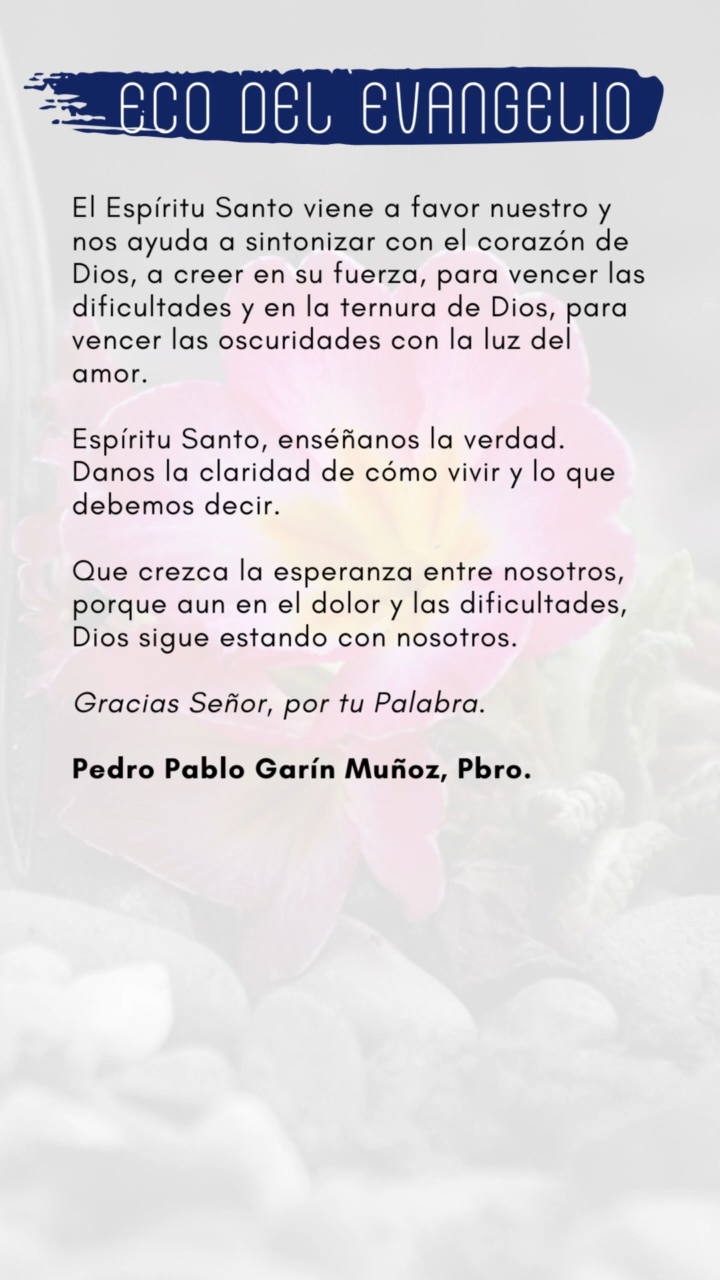 ECO DEL EVANGELIO
El Espíritu Santo viene a favor nuestro y
nos ayuda a sintonizar con el corazón de
Dios, a creer en su fuerza, para vencer las
dificultades y en la ternura de Dios, para
vencer las oscuridades con la luz del
amor.
Espíritu Santo, enséñanos la verdad.
Danos la claridad de cómo vivir y lo que
debemos decir.
Que crezca la esperanza entre nosotros,
porque aun en el dolor y las dificultades,
Dios sigue estando con nosotros.
Gracias Señor, por tu Palabra.
Pedro Pablo Garín Muñoz, Pbro.